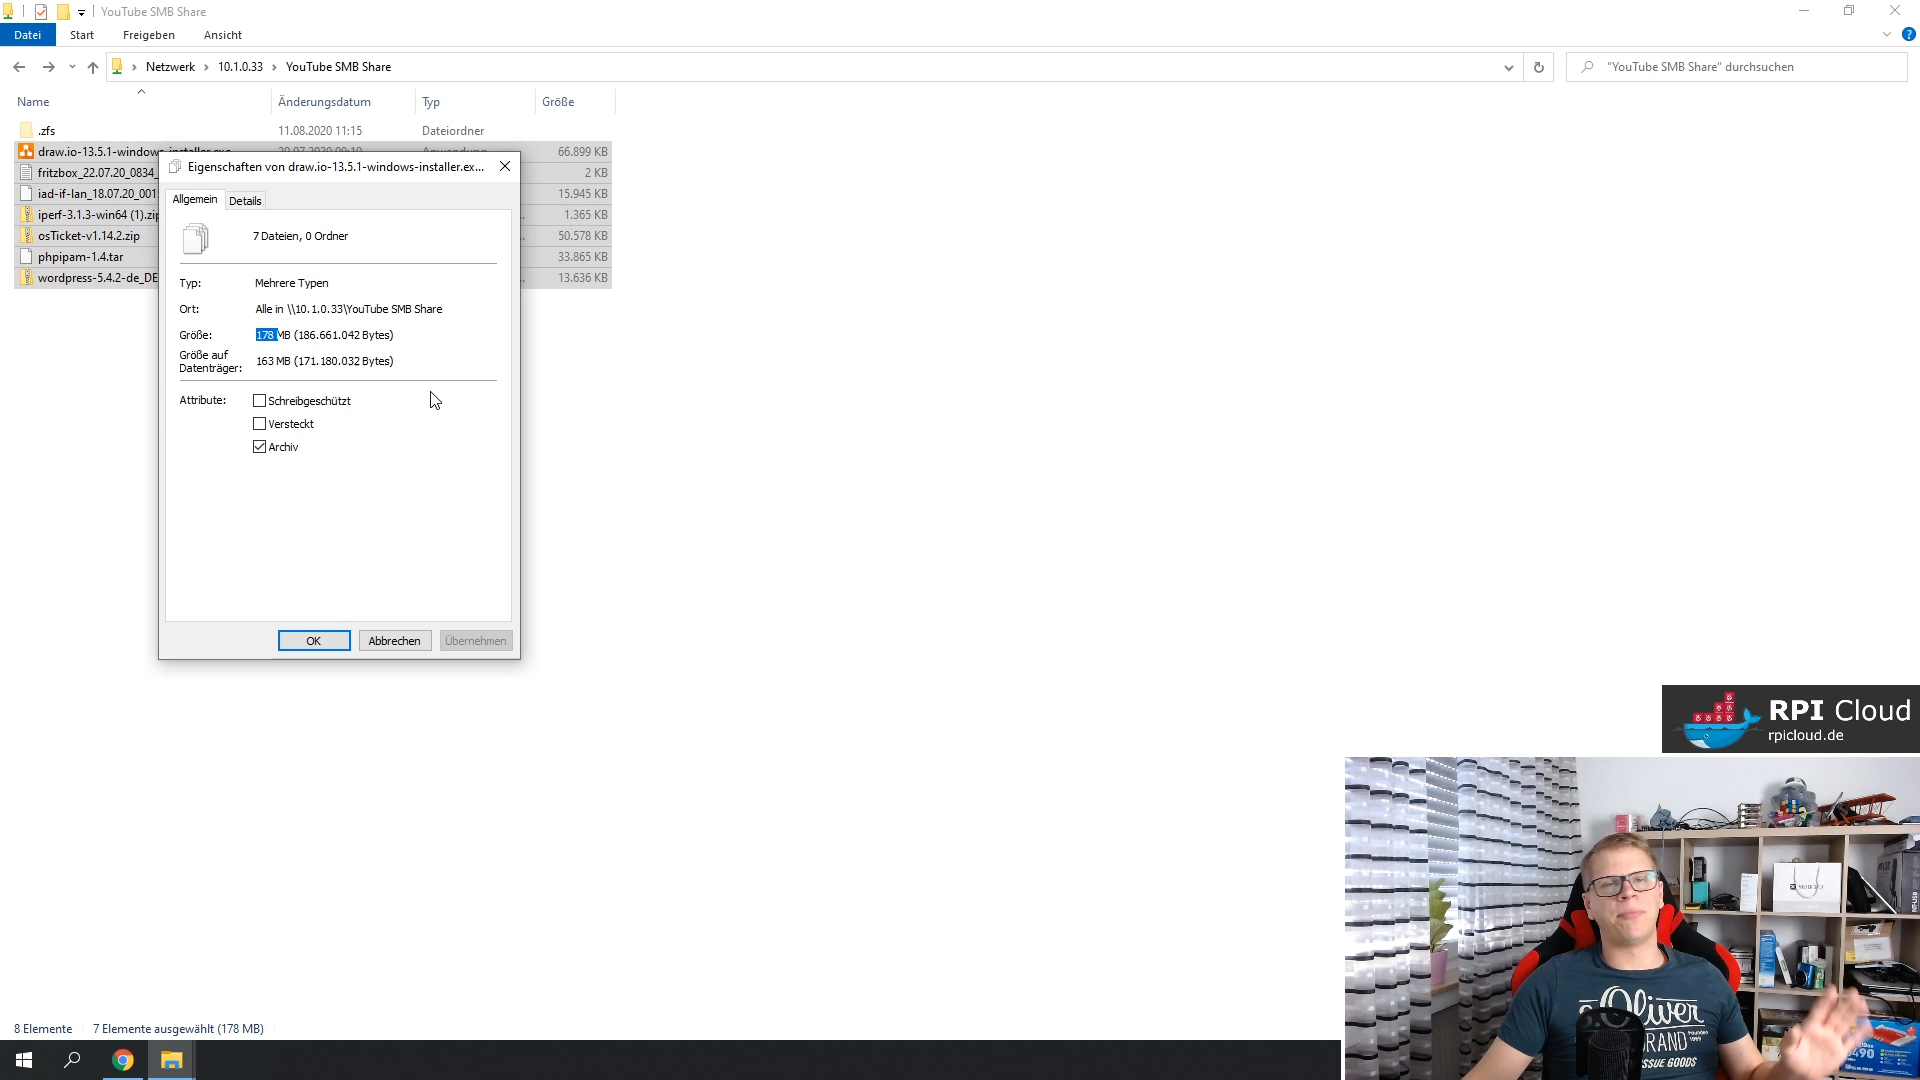 YouTube SMB Share
Datei Start Freigeben Ansicht
Netzwerk 10.1.0.33 YouTube SMB Share
"YouTube SMB Share" durchsuchen
Name Änderungsdatum Typ Größe
.zfs 11.08.2020 11:15 Dateiordner
draw.io-13.5.1-windows-installer.exe 66.899 KB
fritzbox_22.07.20_0834_ 2 KB
iad-if-lan_18.07.20_001 15.945 KB
iperf-3.1.3-win64 (1).zip 1.365 KB
osTicket-v1.14.2.zip 50.578 KB
phpipam-1.4.tar 33.865 KB
wordpress-5.4.2-de_DE 13.636 KB
Eigenschaften von draw.io-13.5.1-windows-installer.ex...
Allgemein Details
7 Dateien, 0 Ordner
Typ: Mehrere Typen
Ort: Alle in \\10.1.0.33\YouTube SMB Share
Größe: 178 MB (186.661.042 Bytes)
Größe auf
Datenträger: 163 MB (171.180.032 Bytes)
Attribute: Schreibgeschützt
Versteckt
Archiv
OK Abbrechen Übernehmen
RPI Cloud
rpicloud.de
s.Oliver
BRAND
ISSUE GOODS
8 Elemente 7 Elemente ausgewählt (178 MB)